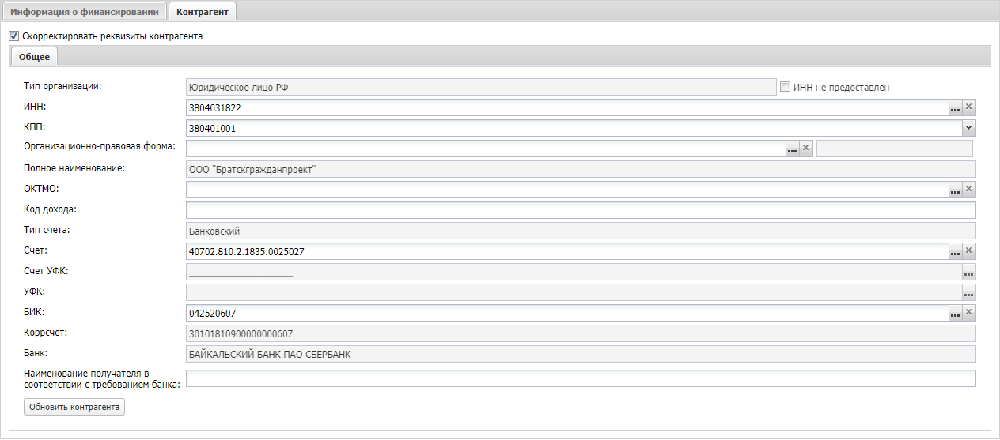 Информация о финансировании Контрагент
Скорректировать реквизиты контрагента
Общее
Тип организации: Юридическое лицо РФ ИНН не предоставлен
ИНН: 3804031822
КПП: 380401001
Организационно-правовая форма:
Полное наименование: ООО "Братскгражданпроект"
ОКТМО:
Код дохода:
Тип счета: Банковский
Счет: 40702.810.2.1835.0025027
Счет УФК: ____________________
УФК:
БИК: 042520607
Коррсчет: 30101810900000000607
Банк: БАЙКАЛЬСКИЙ БАНК ПАО СБЕРБАНК
Наименование получателя в
соответствии с требованием банка:
Обновить контрагента